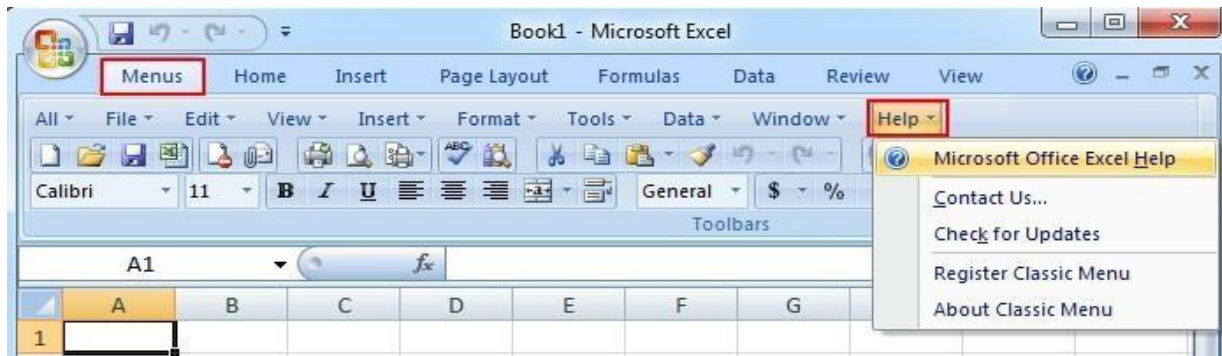 Book1 - Microsoft Excel
Menus Home Insert Page Layout Formulas Data Review View
All File Edit View Insert Format Tools Data Window Help
ABC
Microsoft Office Excel Help
Calibri 11 B I U a General $ %
Contact Us...
Toolbars
Check for Updates
A1 fx
Register Classic Menu
A B C D E F G
About Classic Menu
1